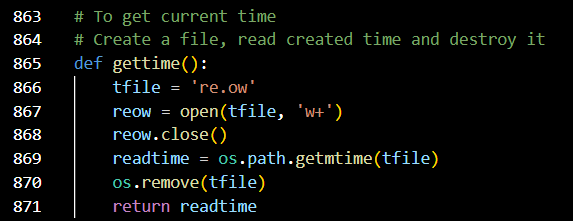 863 # To get current time
864 # Create a file, read created time and destroy it
865 def gettime():
866     tfile = 're.ow'
867     reow = open(tfile, 'w+')
868     reow.close()
869     readtime = os.path.getmtime(tfile)
870     os.remove(tfile)
871     return readtime